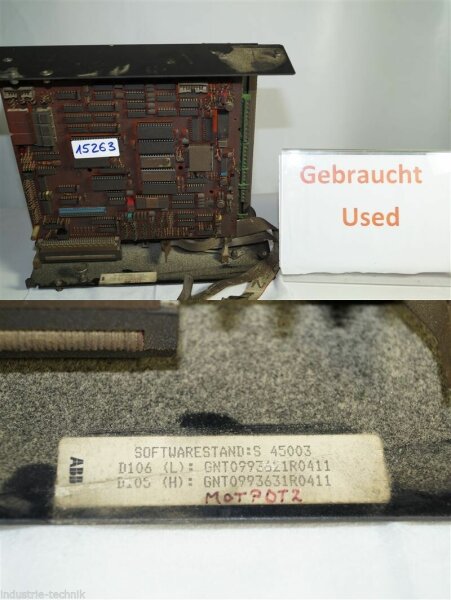 15263
Gebraucht
Used
ABB
SOFTWARESTAND:S 45003
D106 (L): GNT0993621R0411
D105 (H): GNT0993631R0411
MOTPOT2
industrie-technik